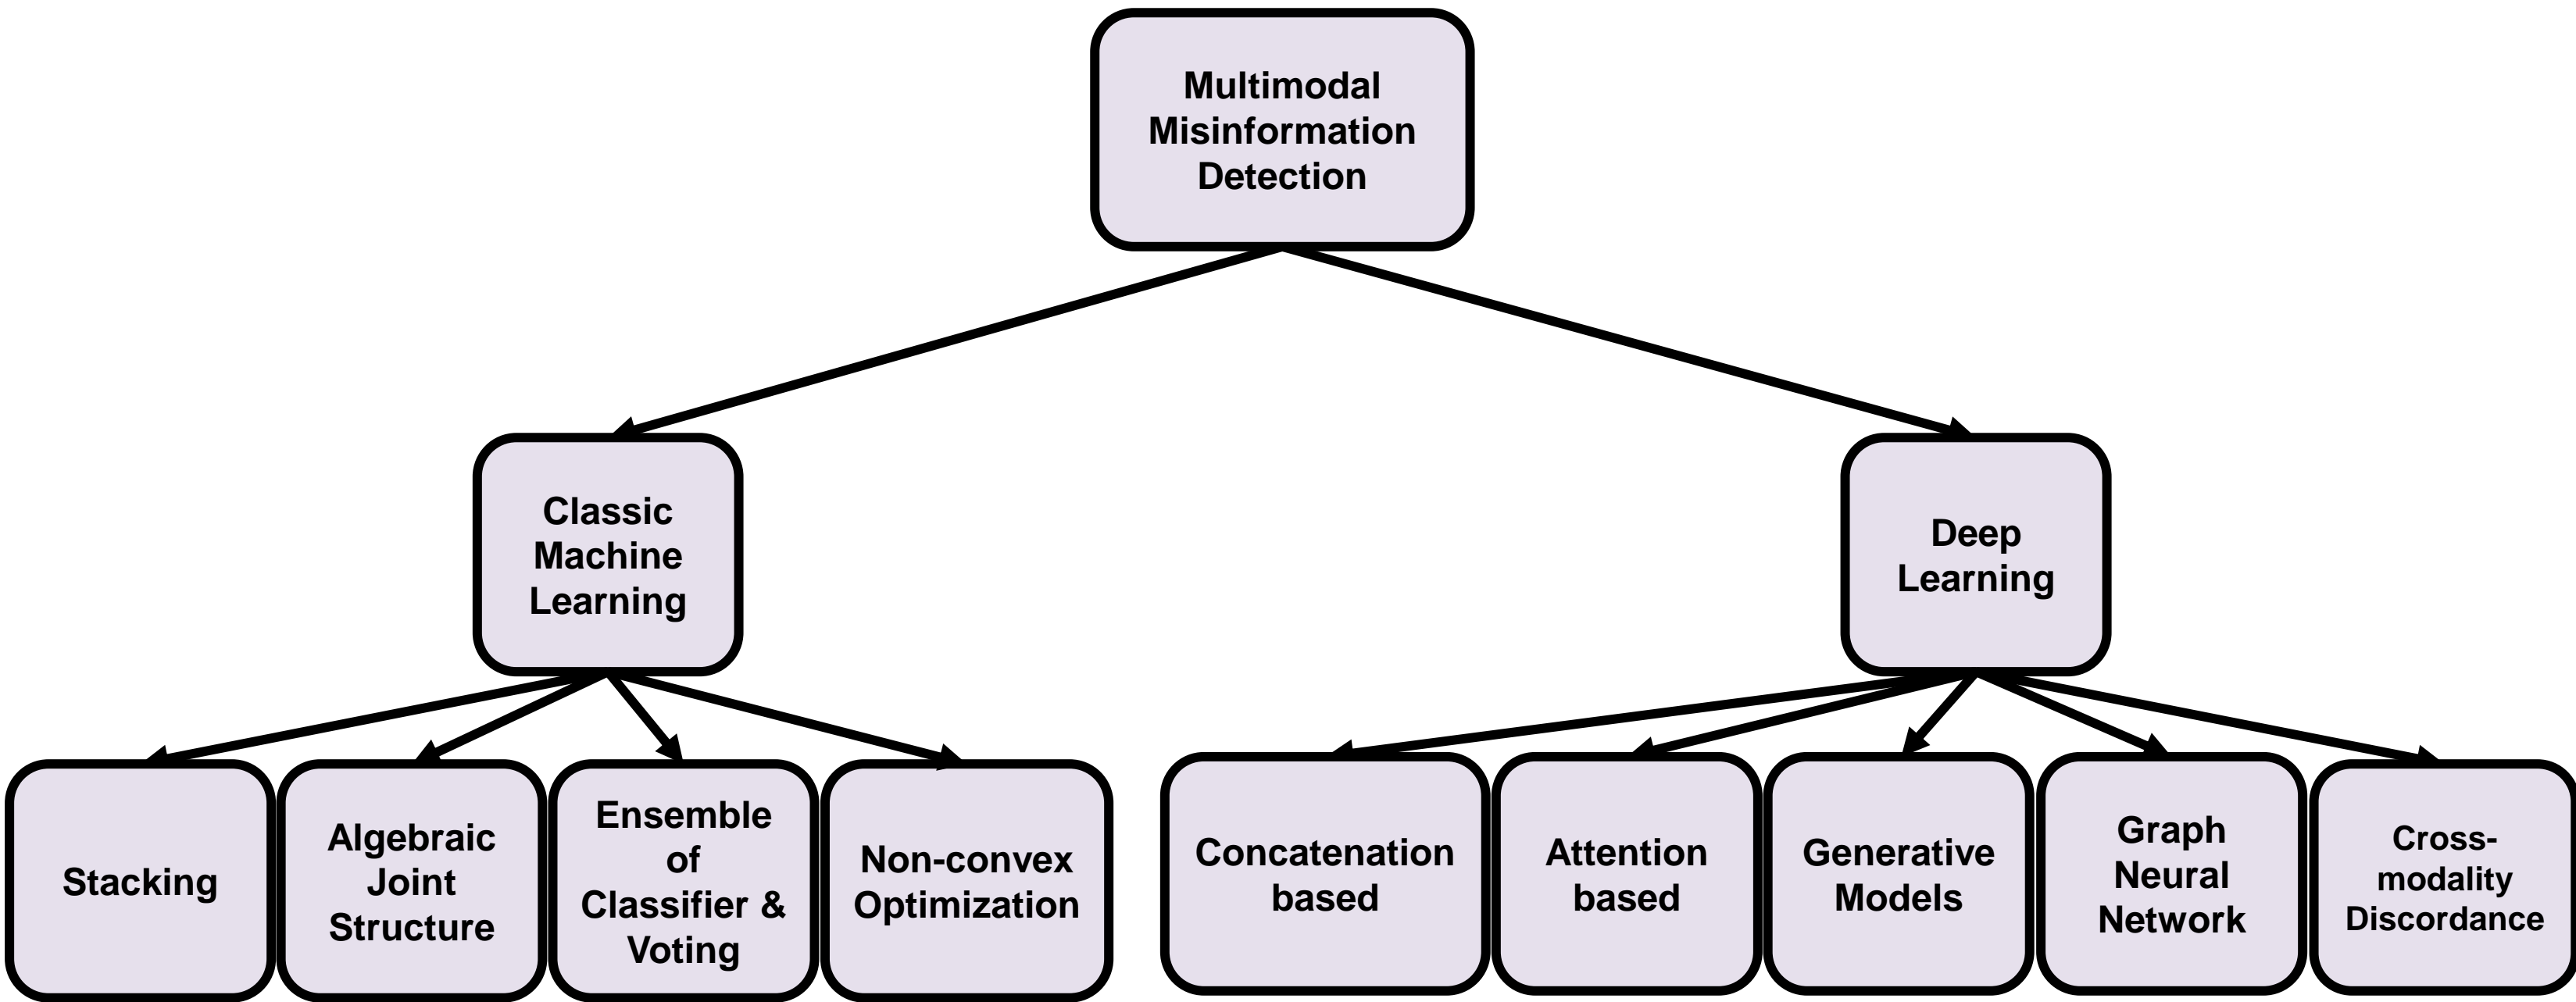 Multimodal
Misinformation
Detection
Classic
Machine
Learning
Deep
Learning
Stacking
Algebraic
Joint
Structure
Ensemble
of
Classifier &
Voting
Non-convex
Optimization
Concatenation
based
Attention
based
Generative
Models
Graph
Neural
Network
Cross-
modality
Discordance